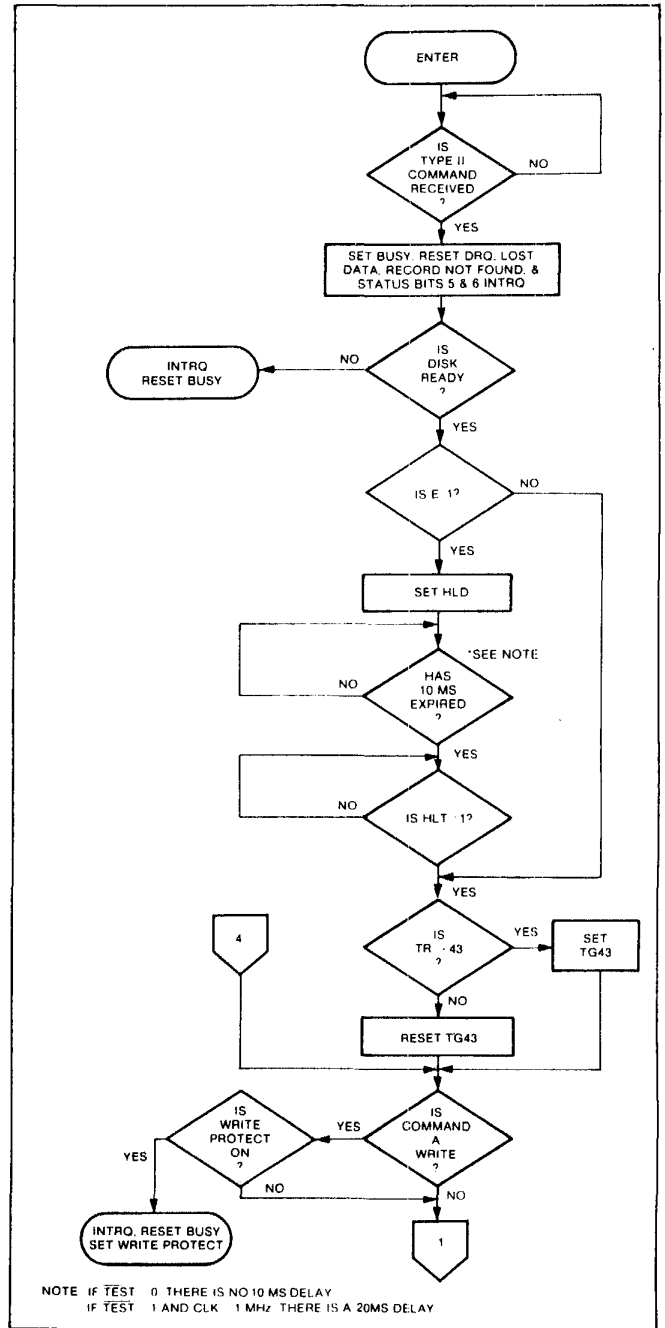 ENTER
IS
TYPE II
COMMAND
RECEIVED
?
NO
YES
SET BUSY, RESET DRQ, LOST
DATA, RECORD NOT FOUND, &
STATUS BITS 5 & 6 INTRQ
IS
DISK
READY
?
NO
INTRQ
RESET BUSY
YES
IS E 1?
NO
YES
SET HLD
*SEE NOTE
HAS
10 MS
EXPIRED
?
NO
YES
IS HLT 1?
NO
YES
IS
TR 43
?
YES
SET
TG43
4
NO
RESET TG43
IS
COMMAND
A
WRITE
?
YES
IS
WRITE
PROTECT
ON
?
YES
NO
NO
INTRQ, RESET BUSY
SET WRITE PROTECT
1
NOTE IF TEST 0 THERE IS NO 10 MS DELAY
IF TEST 1 AND CLK 1 MHz THERE IS A 20MS DELAY